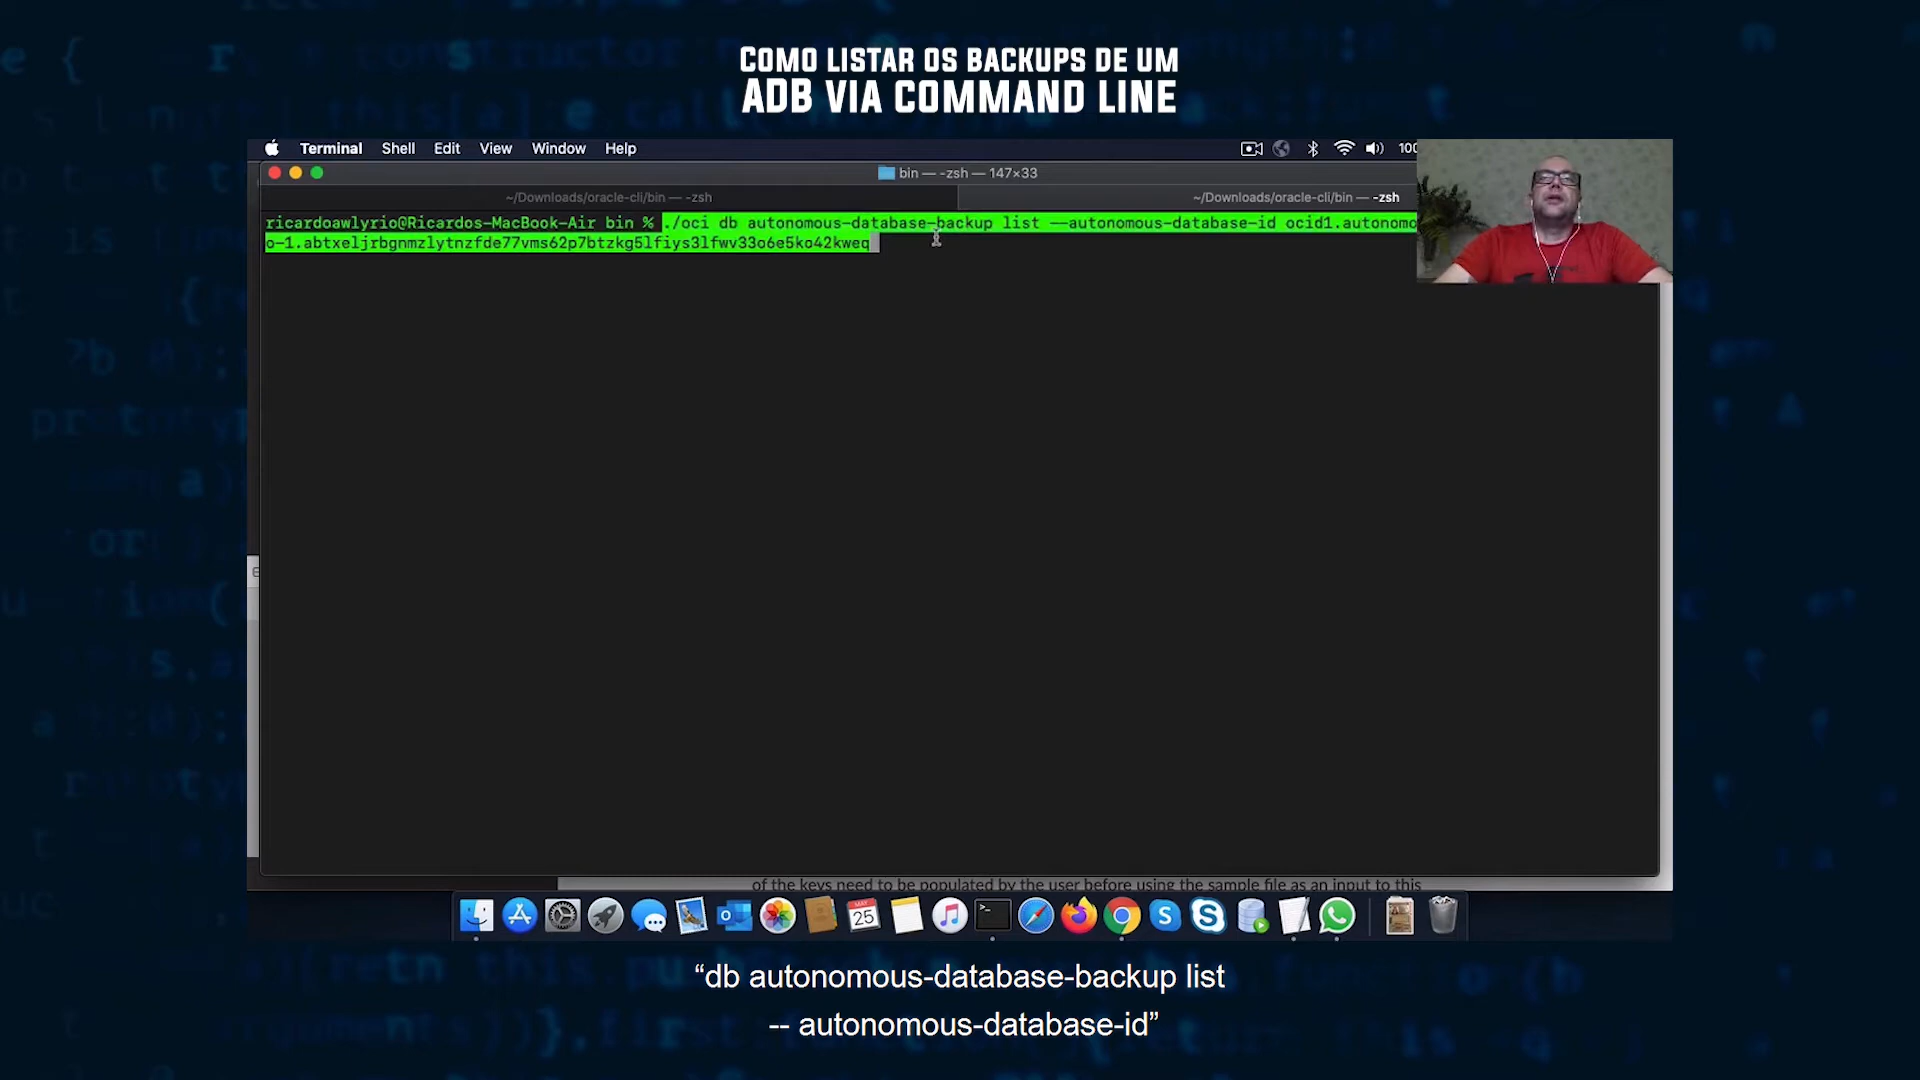 COMO LISTAR OS BACKUPS DE UM
ADB VIA COMMAND LINE
Terminal Shell Edit View Window Help
100
bin — -zsh — 147×33
~/Downloads/oracle-cli/bin — -zsh
~/Downloads/oracle-cli/bin — -zsh
ricardoawlyrio@Ricardos-MacBook-Air bin % ./oci db autonomous-database-backup list --autonomous-database-id ocid1.autonomo
o-1.abtxeljrbgnmzlytnzfde77vms62p7btzkg5lfiys3lfwv33o6e5ko42kweq
of the keys need to be populated by the user before using the sample file as an input to this
MAY
25
“db autonomous-database-backup list
-- autonomous-database-id”